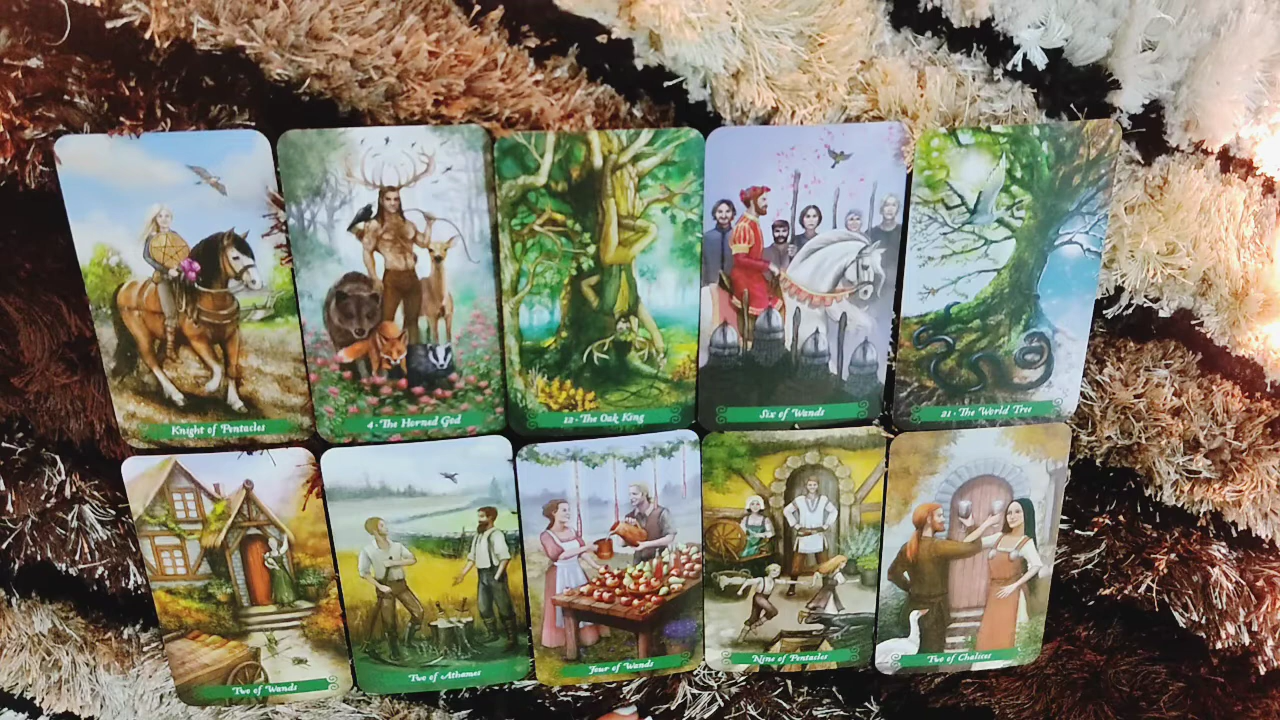 Knight of Pentacles
4 • The Horned God
12 • The Oak King
Six of Wands
21 • The World Tree
Two of Wands
Two of Athames
Four of Wands
Nine of Pentacles
Two of Chalices